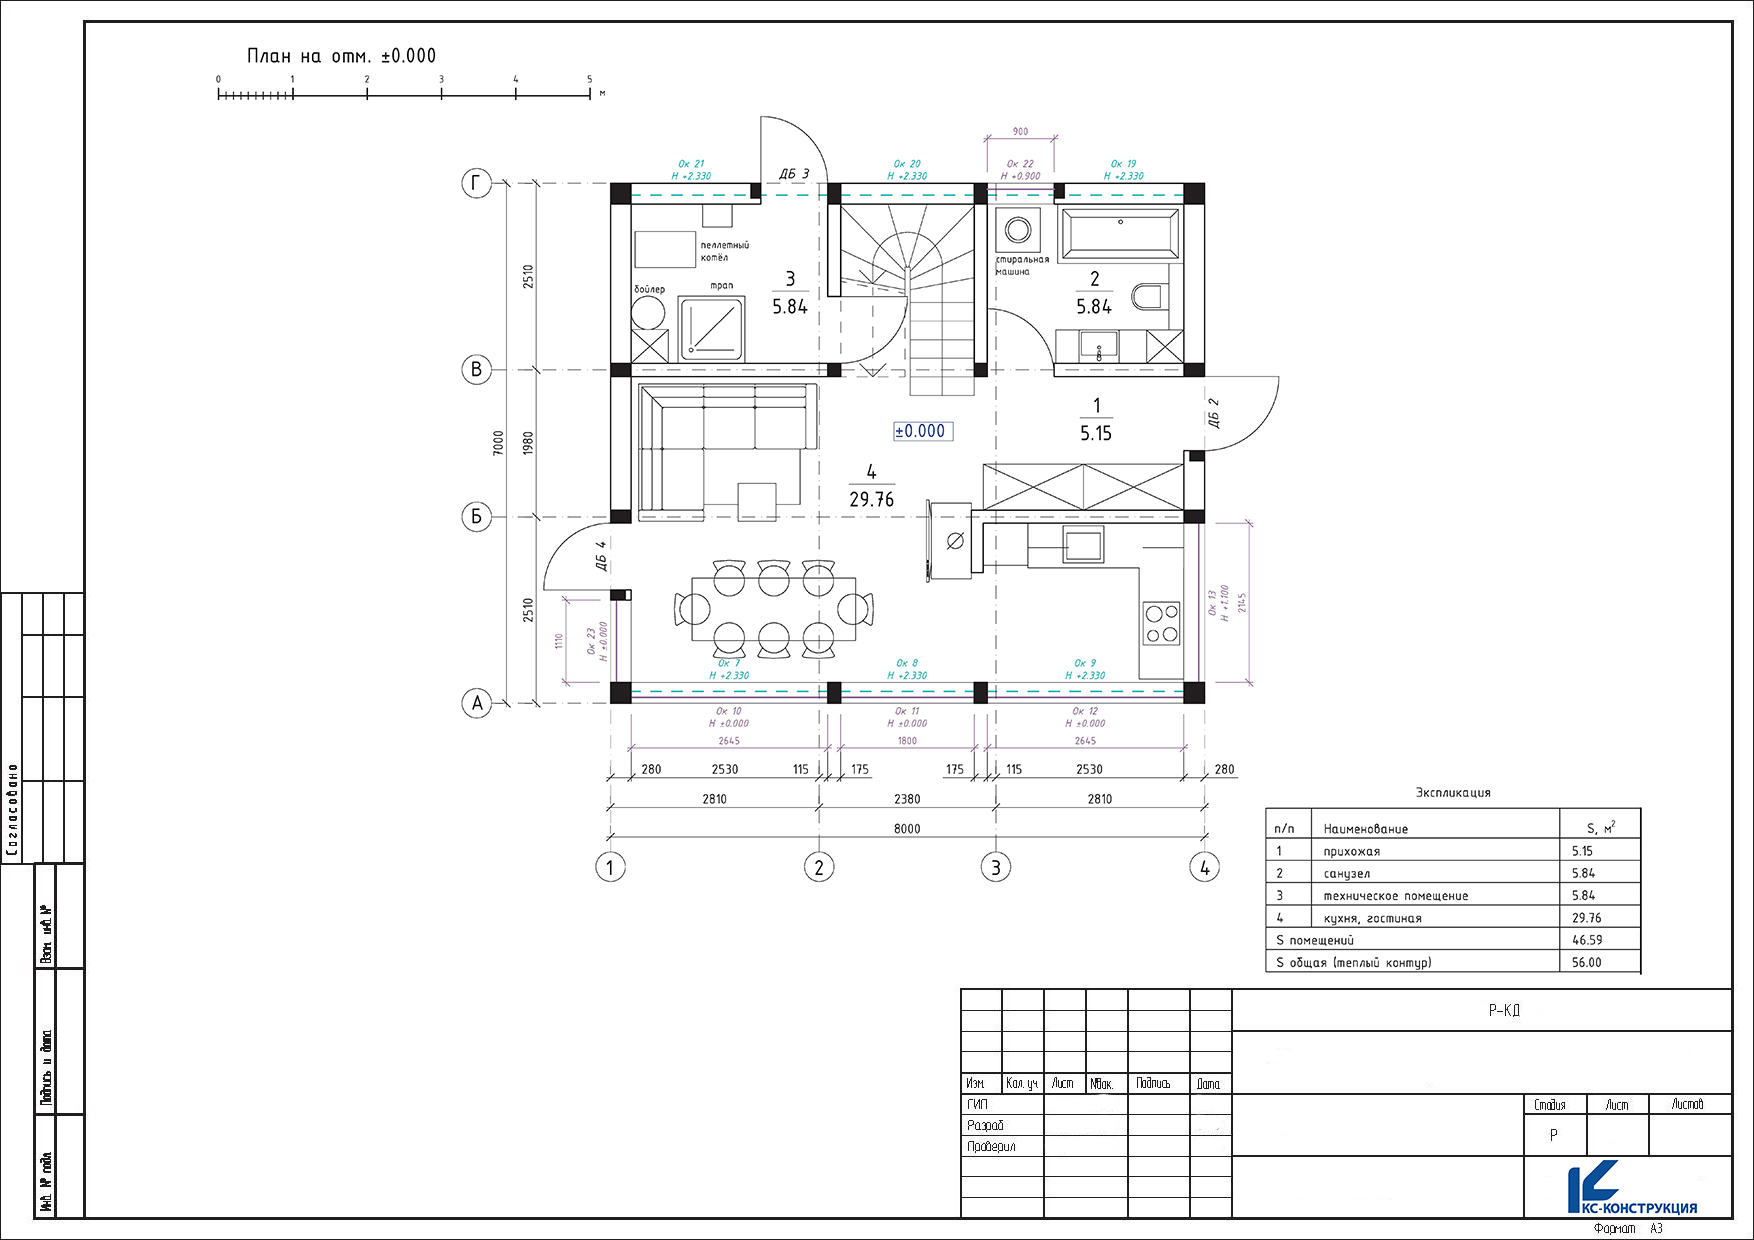 План на отм. ±0.000
0 1 2 3 4 5 м
900
Ок 21
Н +2.330
ДБ 3
Ок 20
Н +2.330
Ок 22
Н +0.900
Ок 19
Н +2.330
Г
В
Б
А
2510
1980
2510
7000
пеллетный
котёл
бойлер
трап
3
5.84
стиральная
машина
2
5.84
1
5.15
ДБ 2
±0.000
4
29.76
ДБ 4
1110
Ок 23
Н ±0.000
Ок 13
Н +1.100
2145
Ок 7
Н +2.330
Ок 8
Н +2.330
Ок 9
Н +2.330
Ок 10
Н ±0.000
Ок 11
Н ±0.000
Ок 12
Н ±0.000
2645 1800 2645
280 2530 115 175 175 115 2530 280
2810 2380 2810
8000
1 2 3 4
Экспликация
п/п Наименование S, м²
1 прихожая 5.15
2 санузел 5.84
3 техническое помещение 5.84
4 кухня, гостиная 29.76
S помещений 46.59
S общая (теплый контур) 56.00
Согласовано
Взам. инв. №
Подпись и дата
Инв. № подл.
Р-КД
Изм. Кол. уч Лист №док. Подпись Дата
ГИП
Разраб
Проверил
Стадия Лист Листов
Р
КС-КОНСТРУКЦИЯ
Формат А3